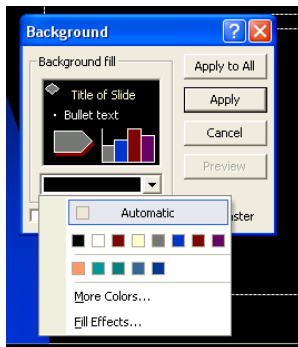 Background
Background fill
Title of Slide
• Bullet text
Apply to All
Apply
Cancel
Preview
Automatic
More Colors...
Fill Effects...